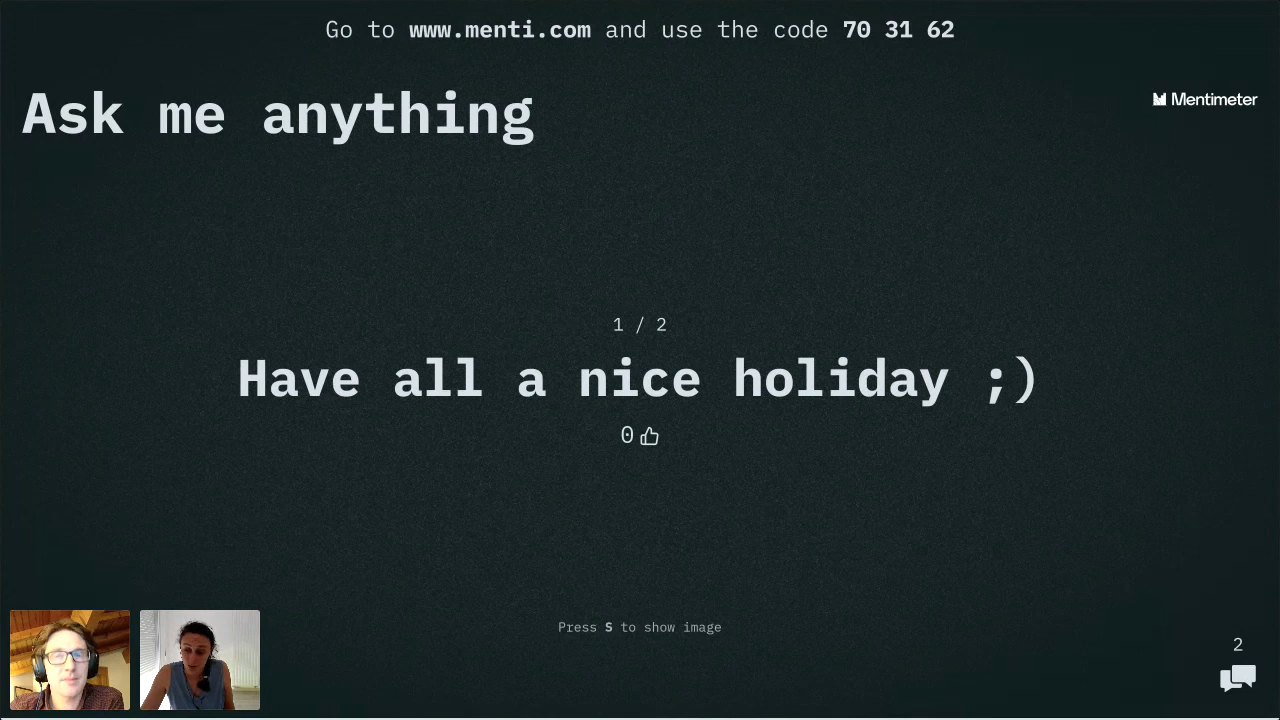 Go to www.menti.com and use the code 70 31 62
Ask me anything
Mentimeter
1 / 2
Have all a nice holiday ;)
0
Press S to show image
2